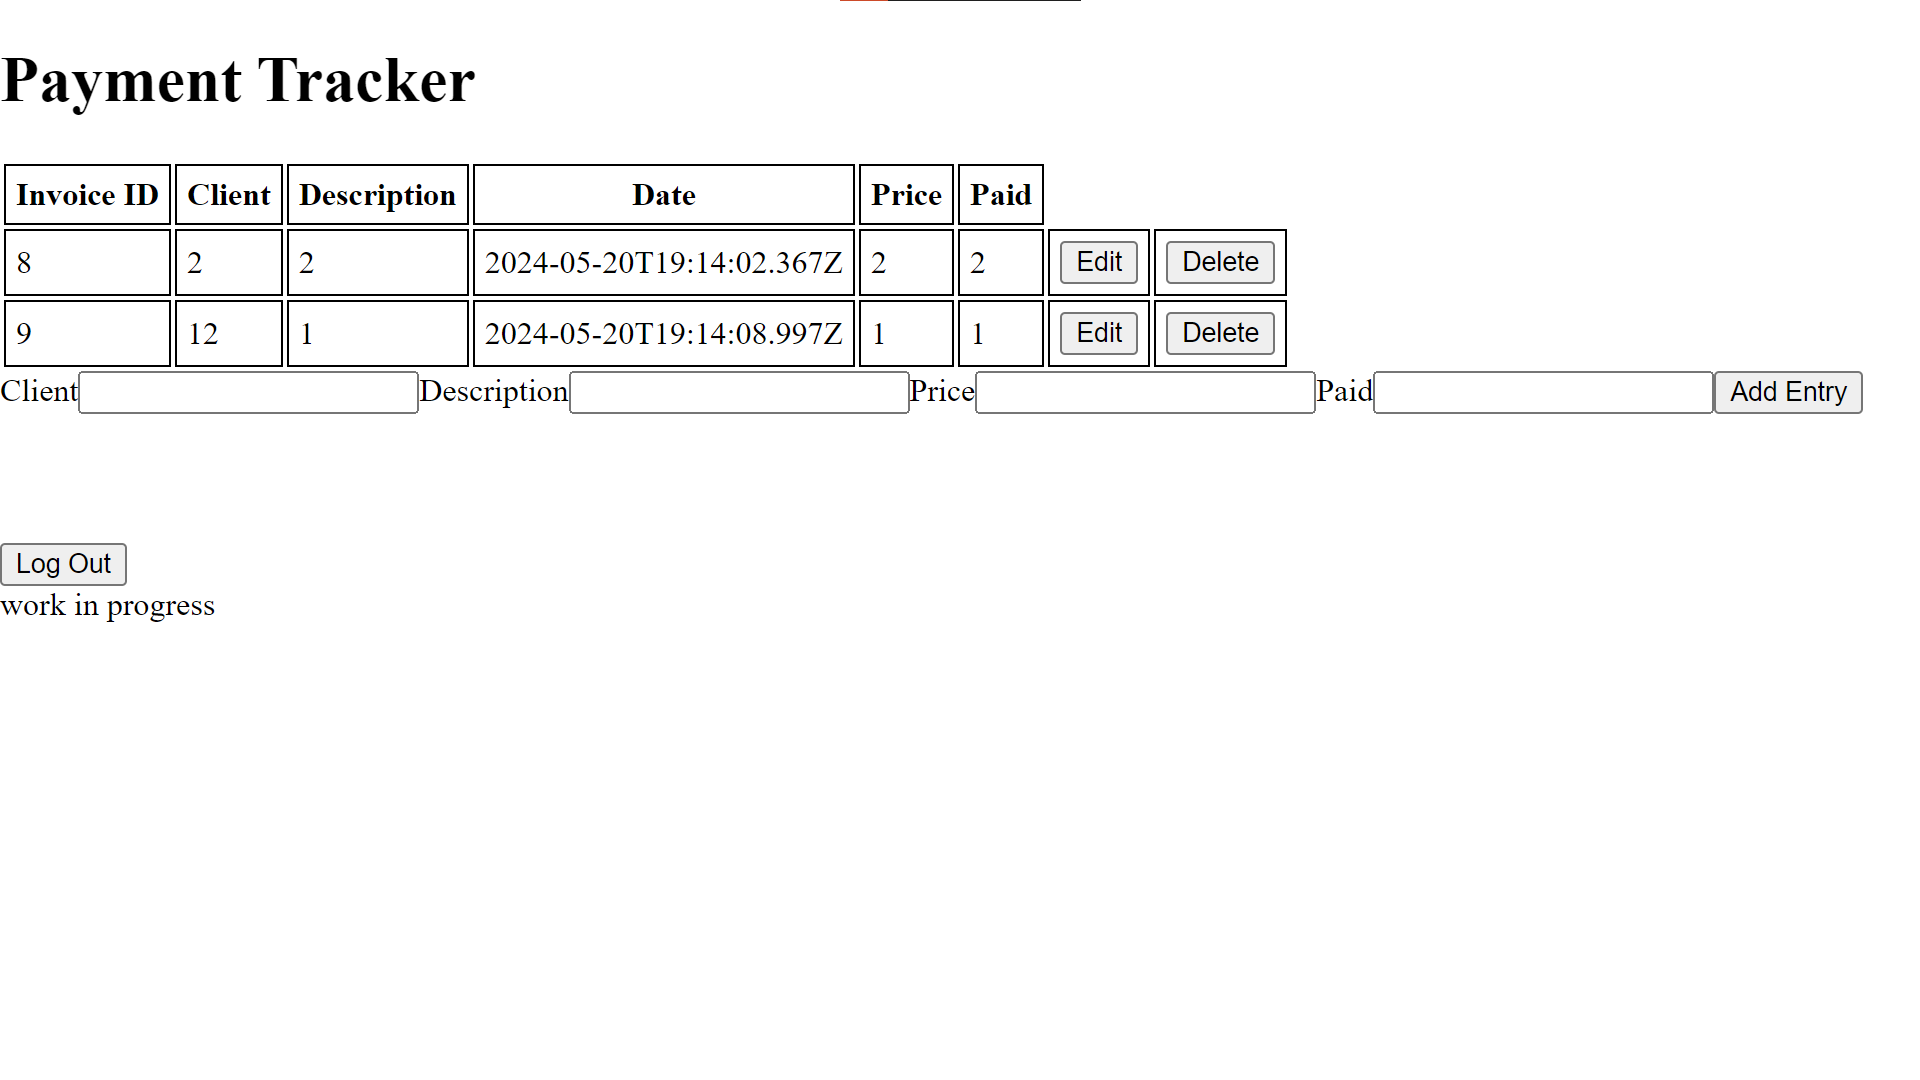 Payment Tracker
Invoice ID Client Description Date Price Paid
8 2 2 2024-05-20T19:14:02.367Z 2 2 Edit Delete
9 12 1 2024-05-20T19:14:08.997Z 1 1 Edit Delete
Client Description Price Paid Add Entry
Log Out
work in progress